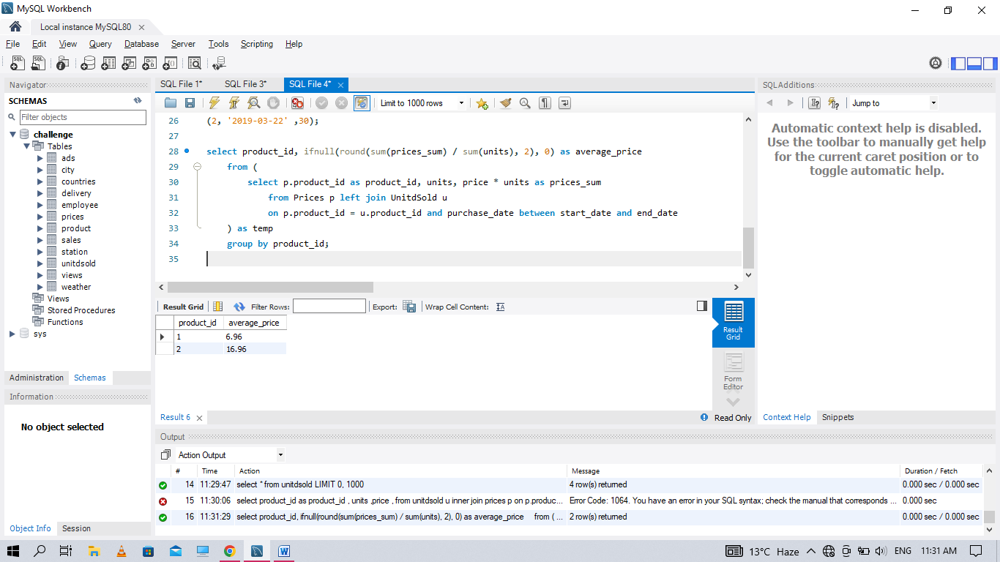 MySQL Workbench
Local instance MySQL80
File Edit View Query Database Server Tools Scripting Help
Navigator
SCHEMAS
Filter objects
challenge
Tables
ads
city
countries
delivery
employee
prices
product
sales
station
unitdsold
views
weather
Views
Stored Procedures
Functions
sys
Administration Schemas
Information
No object selected
Object Info Session
SQL File 1* SQL File 3* SQL File 4*
Limit to 1000 rows
26 (2, '2019-03-22' ,30);
27
28 select product_id, ifnull(round(sum(prices_sum) / sum(units), 2), 0) as average_price
29 from (
30 select p.product_id as product_id, units, price * units as prices_sum
31 from Prices p left join UnitdSold u
32 on p.product_id = u.product_id and purchase_date between start_date and end_date
33 ) as temp
34 group by product_id;
35
Result Grid Filter Rows: Export: Wrap Cell Content:
product_id average_price
1 6.96
2 16.96
Result Grid
Form Editor
Result 6
Read Only
SQLAdditions
Jump to
Automatic context help is disabled.
Use the toolbar to manually get help
for the current caret position or to
toggle automatic help.
Context Help Snippets
Output
Action Output
# Time Action Message Duration / Fetch
14 11:29:47 select * from unitdsold LIMIT 0, 1000 4 row(s) returned 0.000 sec / 0.000 sec
15 11:30:06 select product_id as product_id , units ,price , from unitdsold u inner join prices p on p.produc... Error Code: 1064. You have an error in your SQL syntax; check the manual that corresponds ... 0.000 sec
16 11:31:29 select product_id, ifnull(round(sum(prices_sum) / sum(units), 2), 0) as average_price from ( ... 2 row(s) returned 0.000 sec / 0.000 sec
13°C Haze ENG 11:31 AM